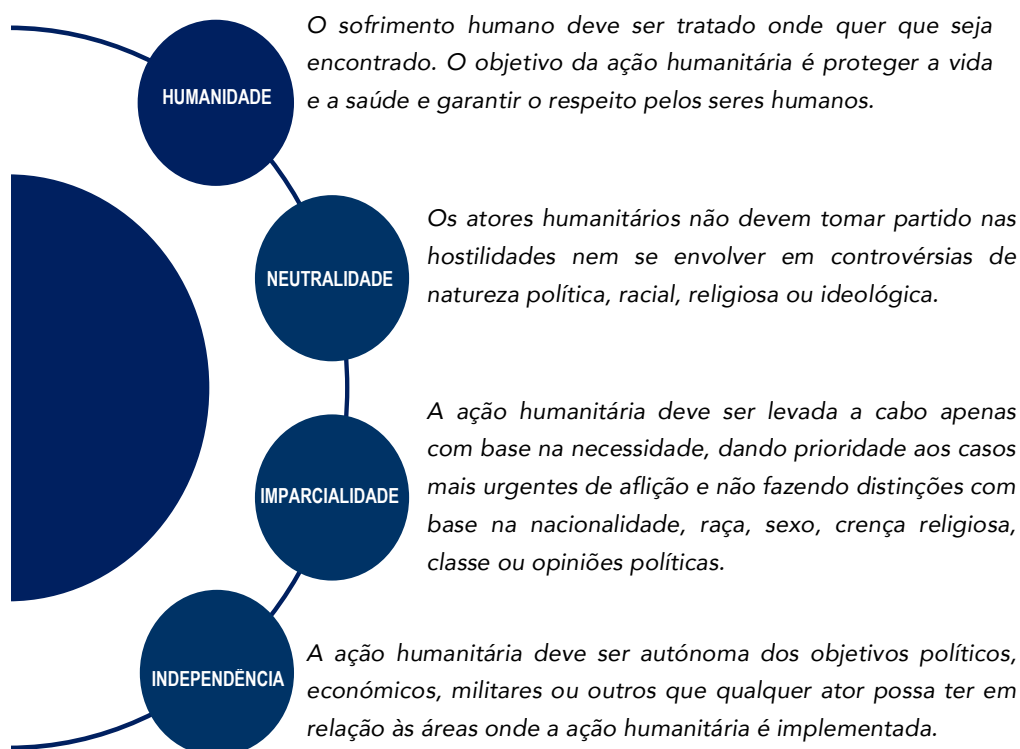 HUMANIDADE
O sofrimento humano deve ser tratado onde quer que seja
encontrado. O objetivo da ação humanitária é proteger a vida
e a saúde e garantir o respeito pelos seres humanos.
NEUTRALIDADE
Os atores humanitários não devem tomar partido nas
hostilidades nem se envolver em controvérsias de
natureza política, racial, religiosa ou ideológica.
IMPARCIALIDADE
A ação humanitária deve ser levada a cabo apenas
com base na necessidade, dando prioridade aos casos
mais urgentes de aflição e não fazendo distinções com
base na nacionalidade, raça, sexo, crença religiosa,
classe ou opiniões políticas.
INDEPENDÊNCIA
A ação humanitária deve ser autónoma dos objetivos políticos,
económicos, militares ou outros que qualquer ator possa ter em
relação às áreas onde a ação humanitária é implementada.